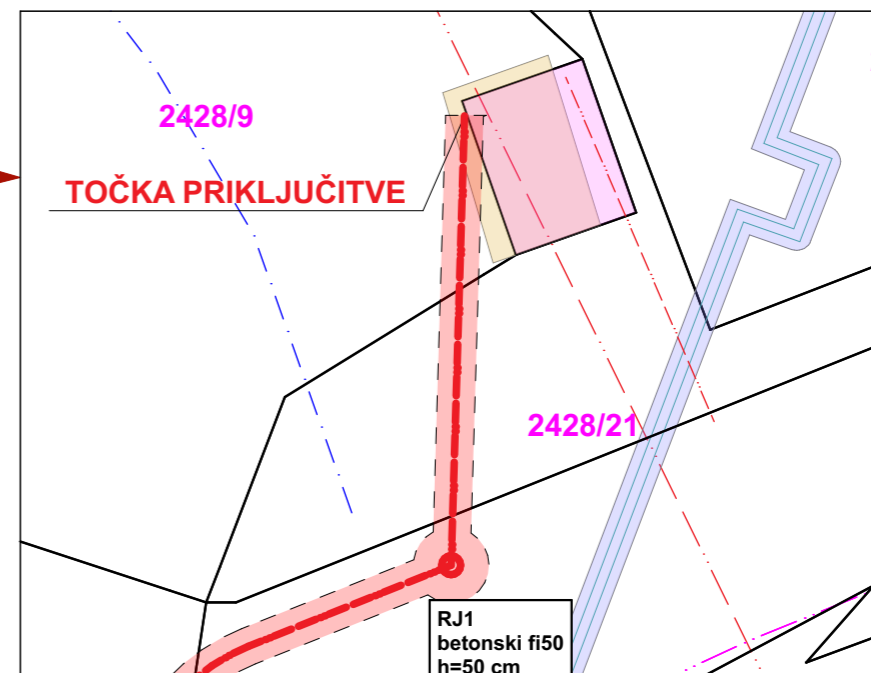 2428/9
TOČKA PRIKLJUČITVE
2428/21
RJ1
betonski fi50
h=50 cm